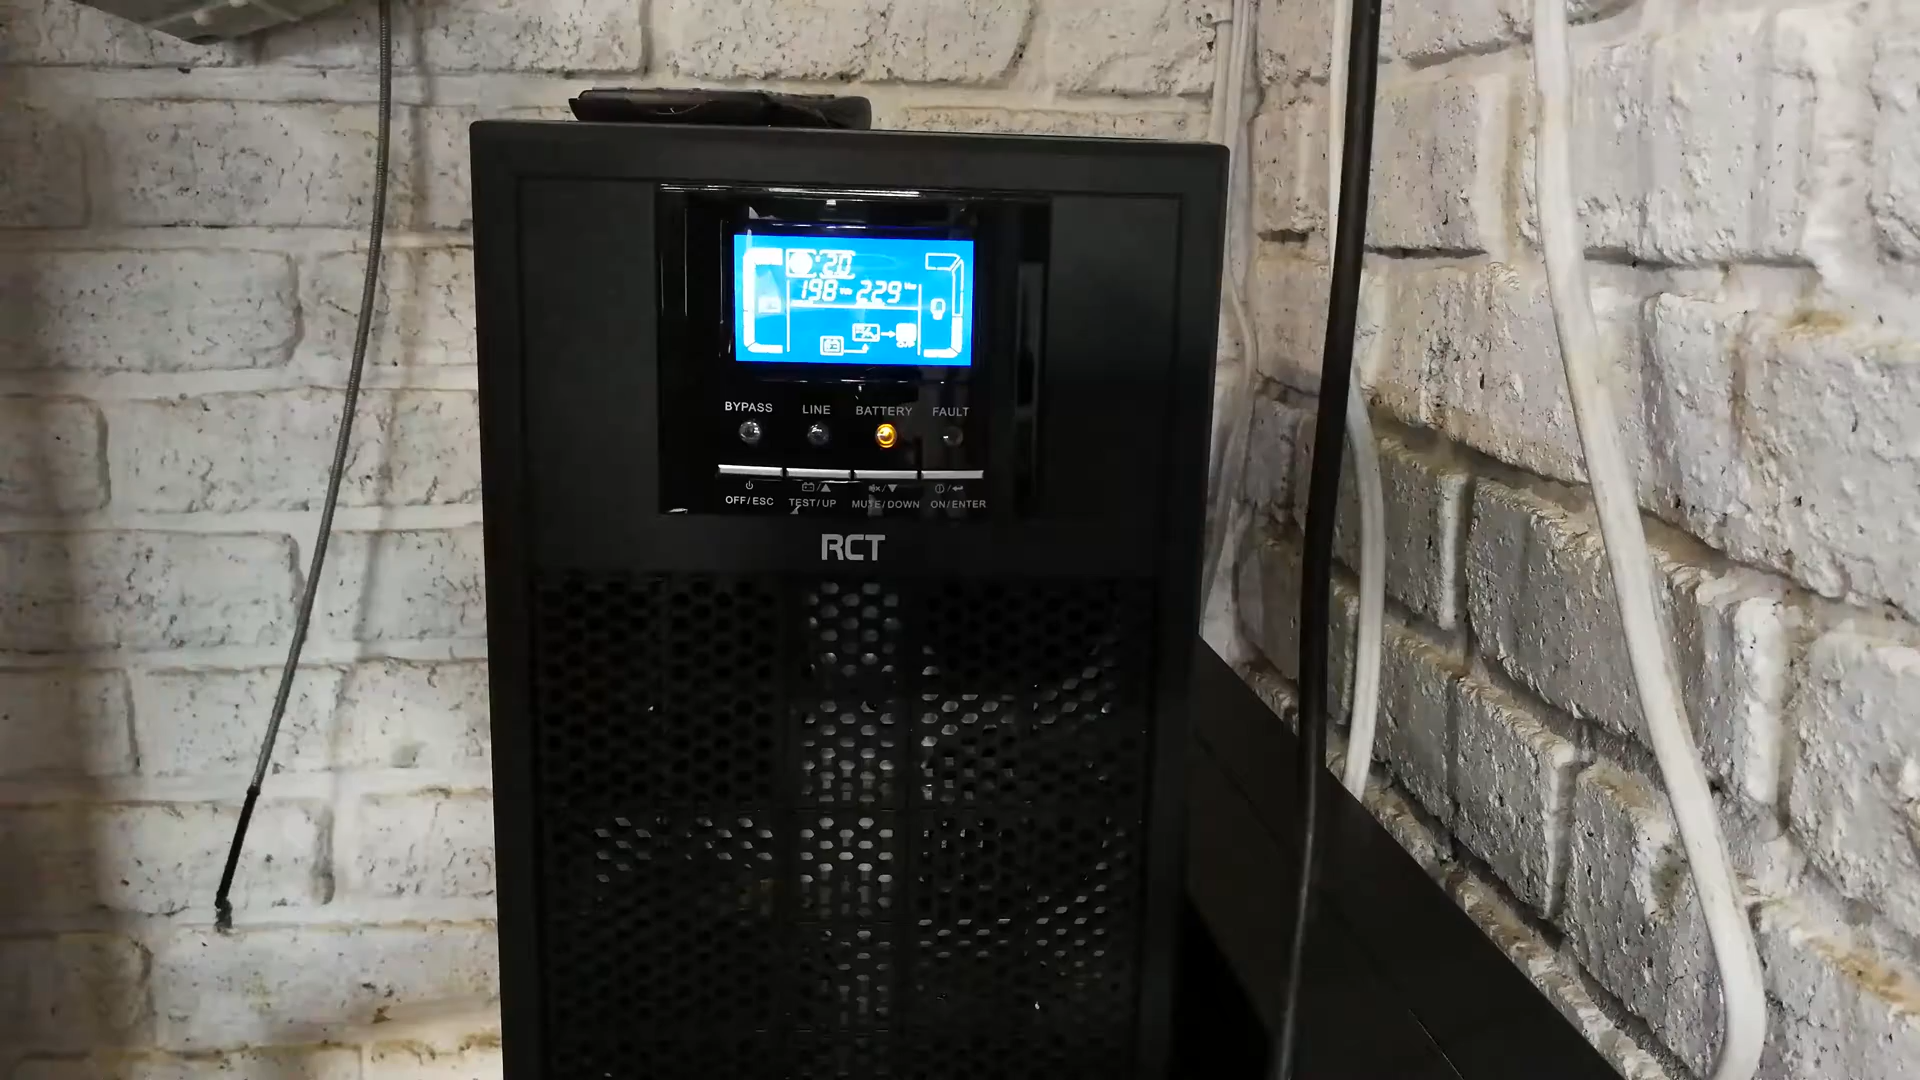 20
198 229
BYPASS LINE BATTERY FAULT
OFF/ESC TEST/UP MUTE/DOWN ON/ENTER
RCT